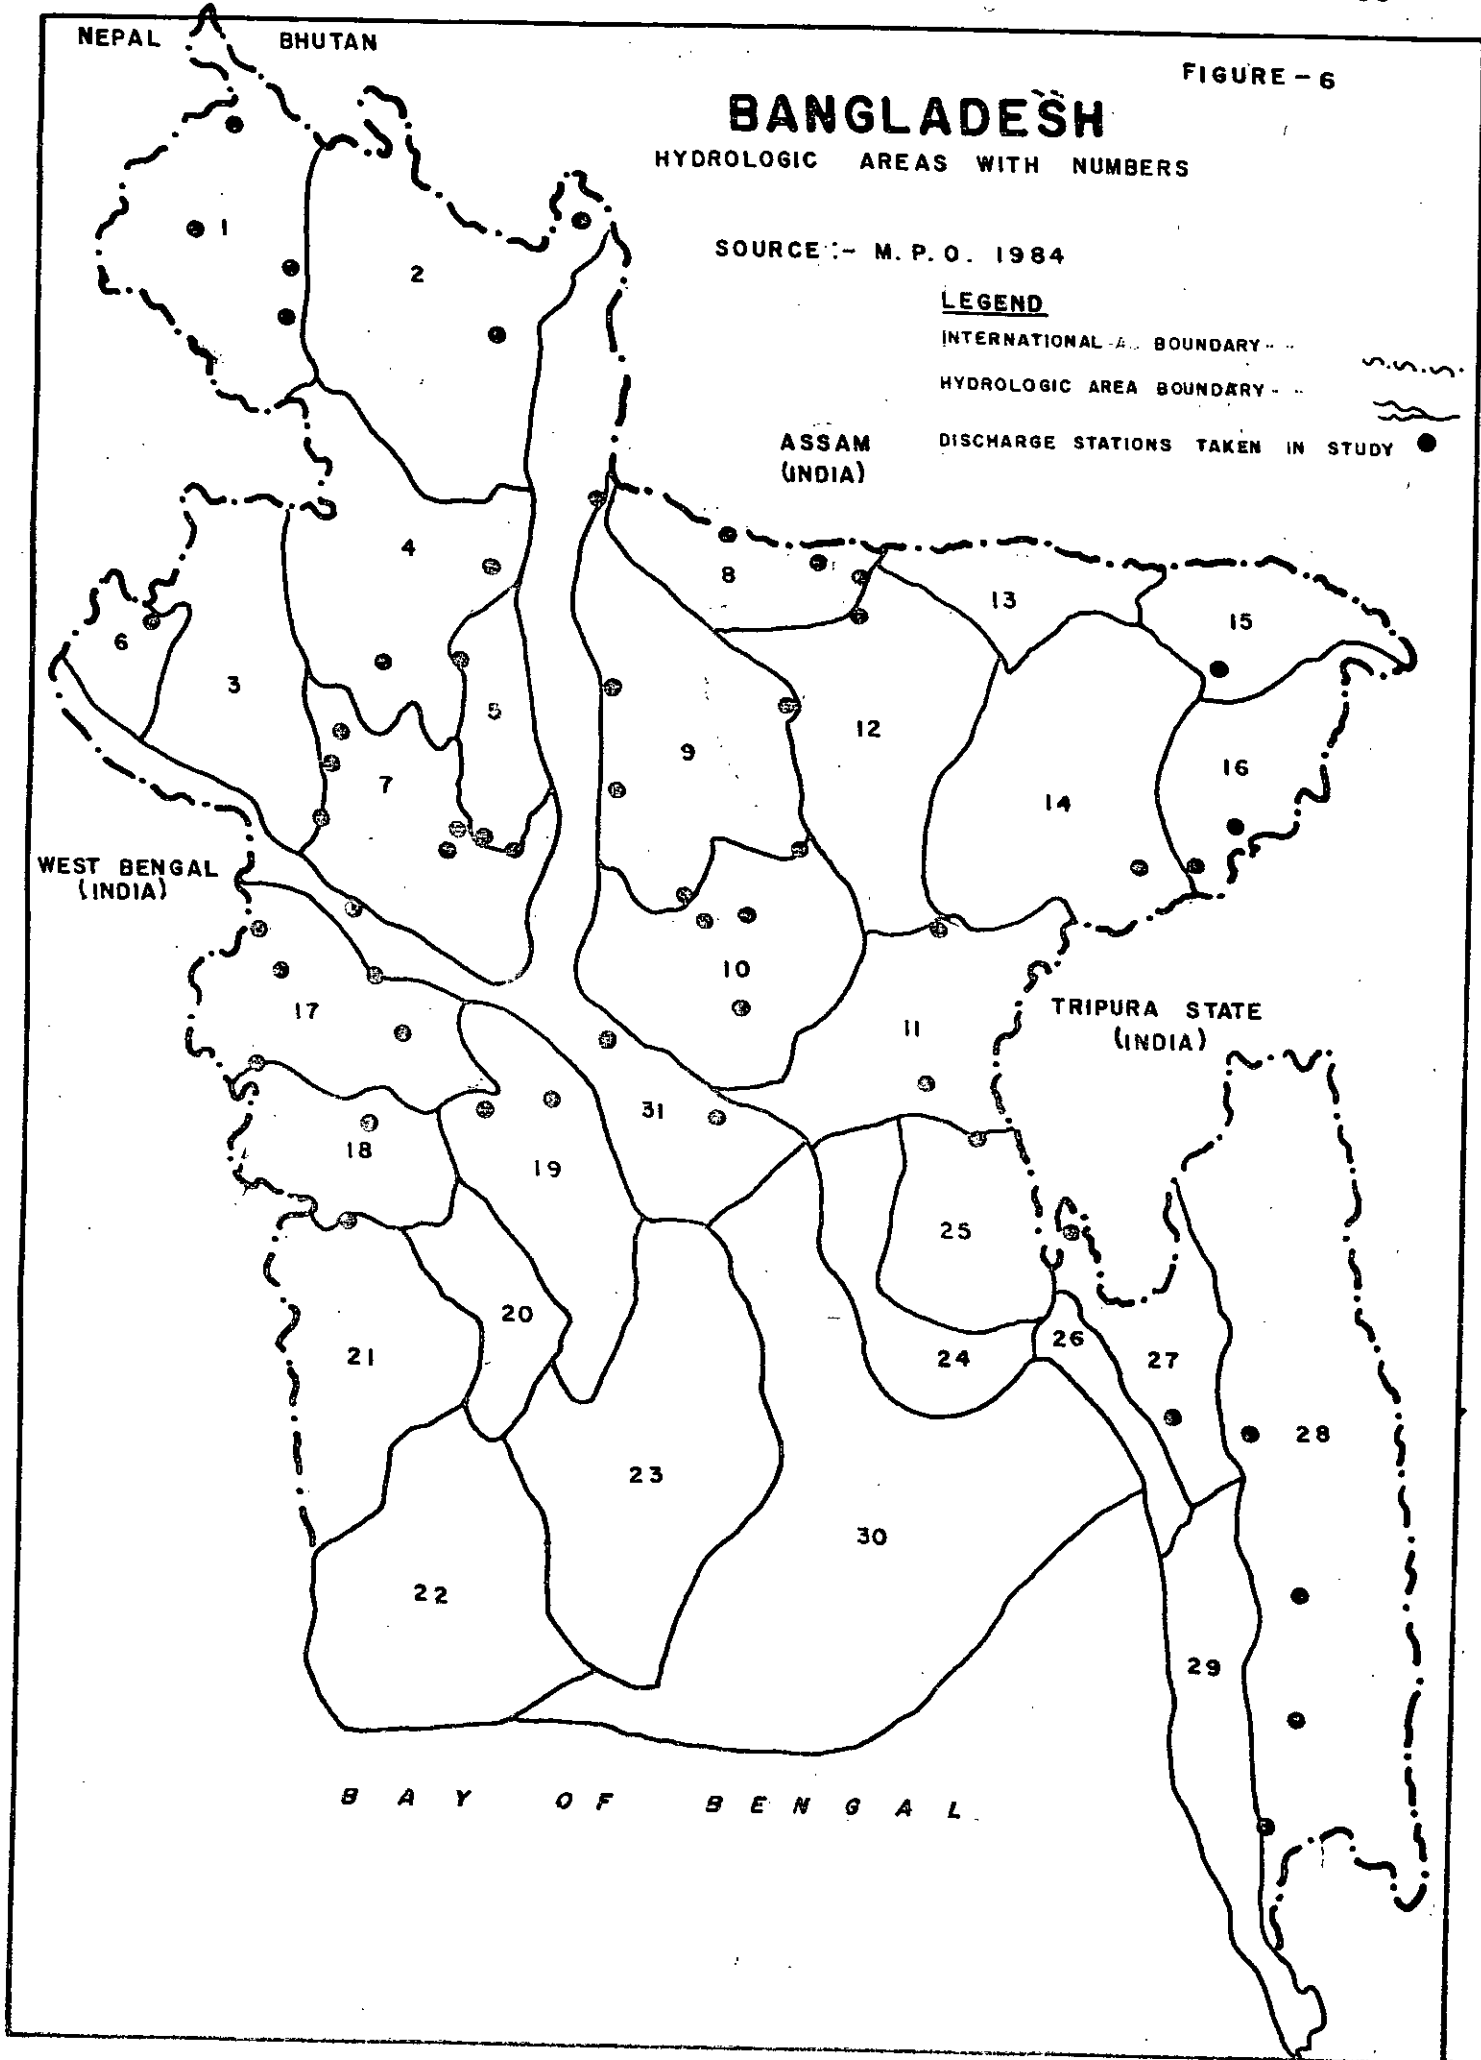 NEPAL BHUTAN
FIGURE - 6
BANGLADESH
HYDROLOGIC AREAS WITH NUMBERS
SOURCE :- M. P. O. 1984
LEGEND
INTERNATIONAL BOUNDARY
HYDROLOGIC AREA BOUNDARY
DISCHARGE STATIONS TAKEN IN STUDY
ASSAM
(INDIA)
1
2
4
8
13
15
6
3
5
12
9
16
7
14
WEST BENGAL
(INDIA)
10
17
11
TRIPURA STATE
(INDIA)
31
18
19
25
20
26
21
24
27
28
23
30
22
29
BAY OF BENGAL